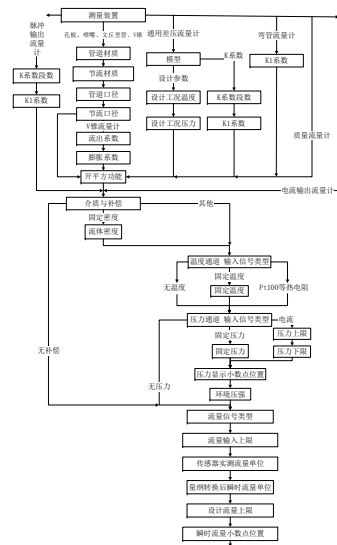 测量装置
脉冲
输出
流量
计
孔板、喷嘴、文丘里管、V锥
通用差压流量计
弯管流量计
管道材质
模型
K系数
K1系数
K系数段数
节流材质
设计参数
K1系数
管道口径
设计工况温度
K系数段数
节流口径
设计工况压力
K1系数
V锥流量计
质量流量计
流出系数
膨胀系数
开平方功能
电流输出流量计
介质与补偿
其他
固定密度
流体密度
温度通道 输入信号类型
固定温度
无温度
固定温度
Pt100等热电阻
压力通道 输入信号类型
电流
固定压力
压力上限
无补偿
固定压力
压力下限
压力显示小数点位置
无压力
环境压强
流量信号类型
流量输入上限
传感器实测流量单位
量纲转换后瞬时流量单位
设计流量上限
瞬时流量小数点位置